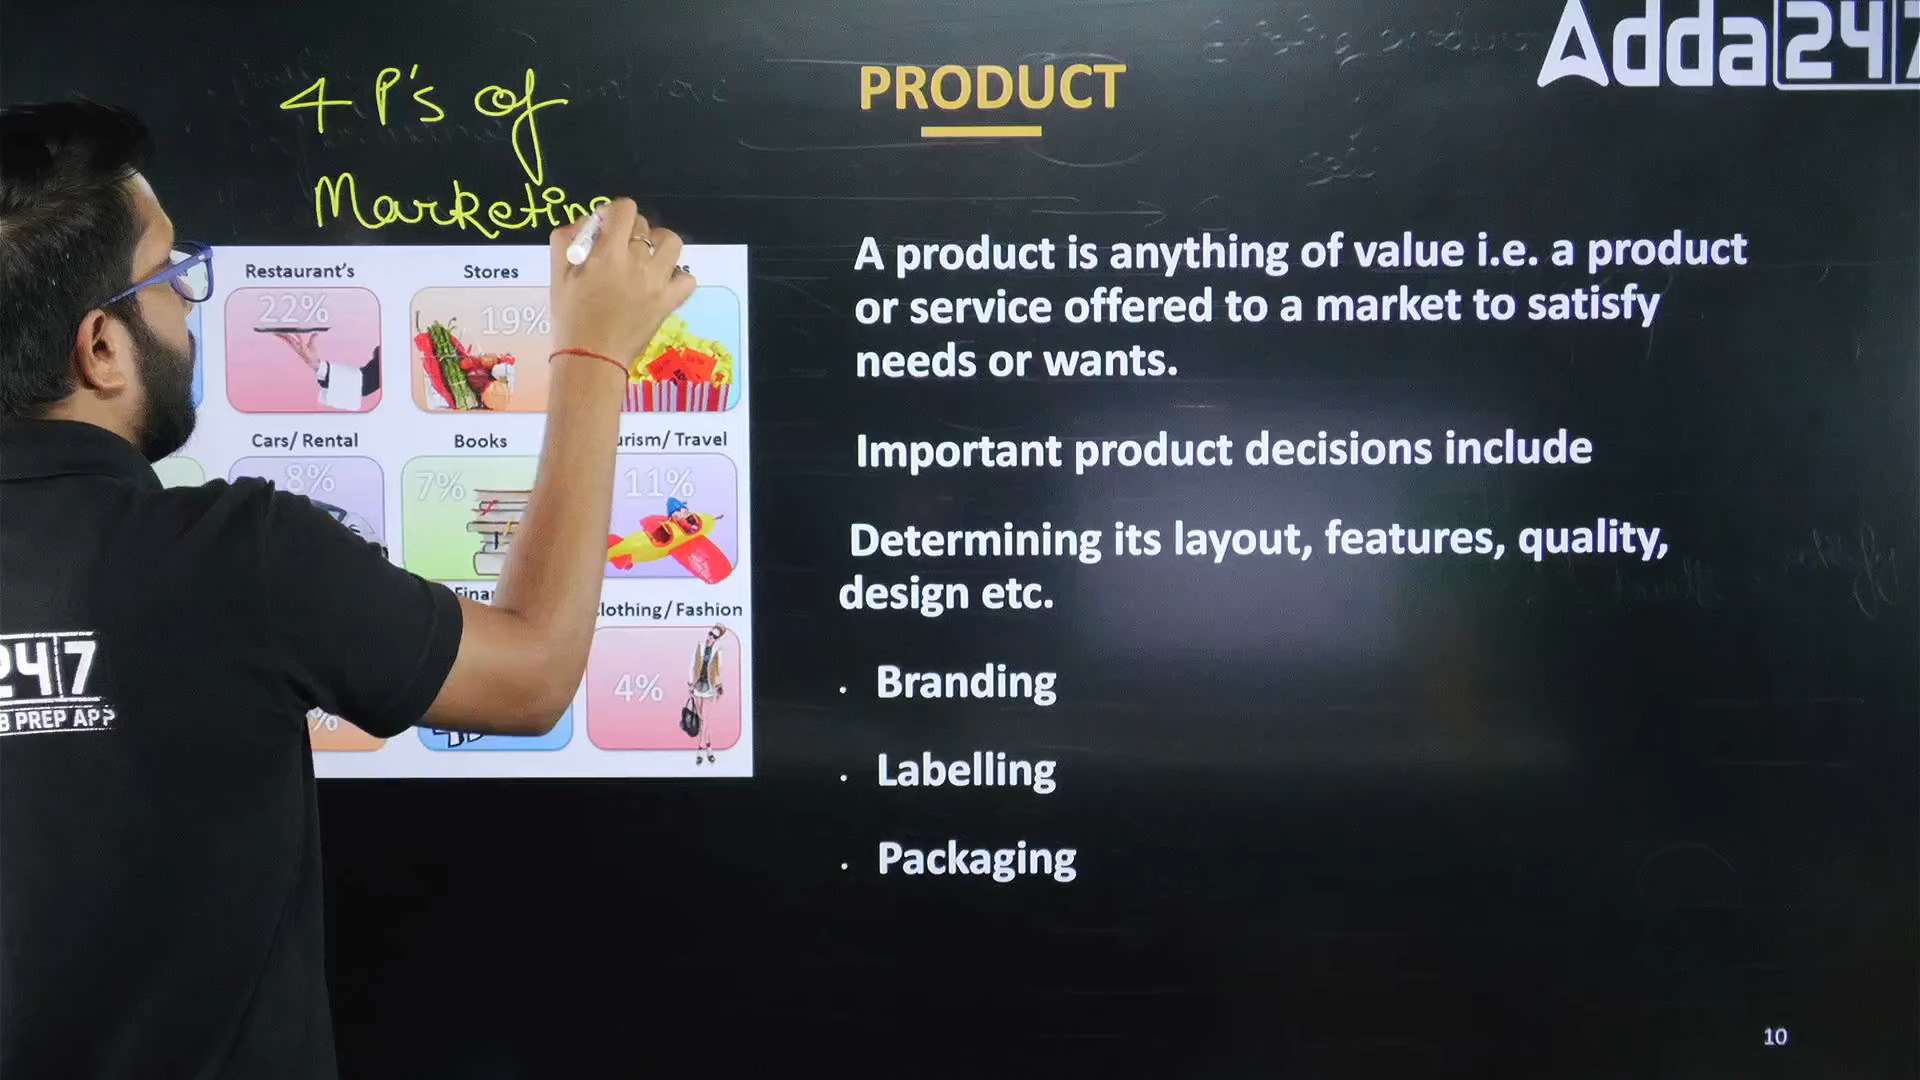 Adda247
4 P's of
Marketing
PRODUCT
Restaurant's
Stores
22%
19%
Cars/ Rental
Books
urism/ Travel
8%
7%
11%
Finan
lothing / Fashion
4%
%
A product is anything of value i.e. a product
or service offered to a market to satisfy
needs or wants.
Important product decisions include
Determining its layout, features, quality,
design etc.
. Branding
. Labelling
. Packaging
247
B PREP APP
10